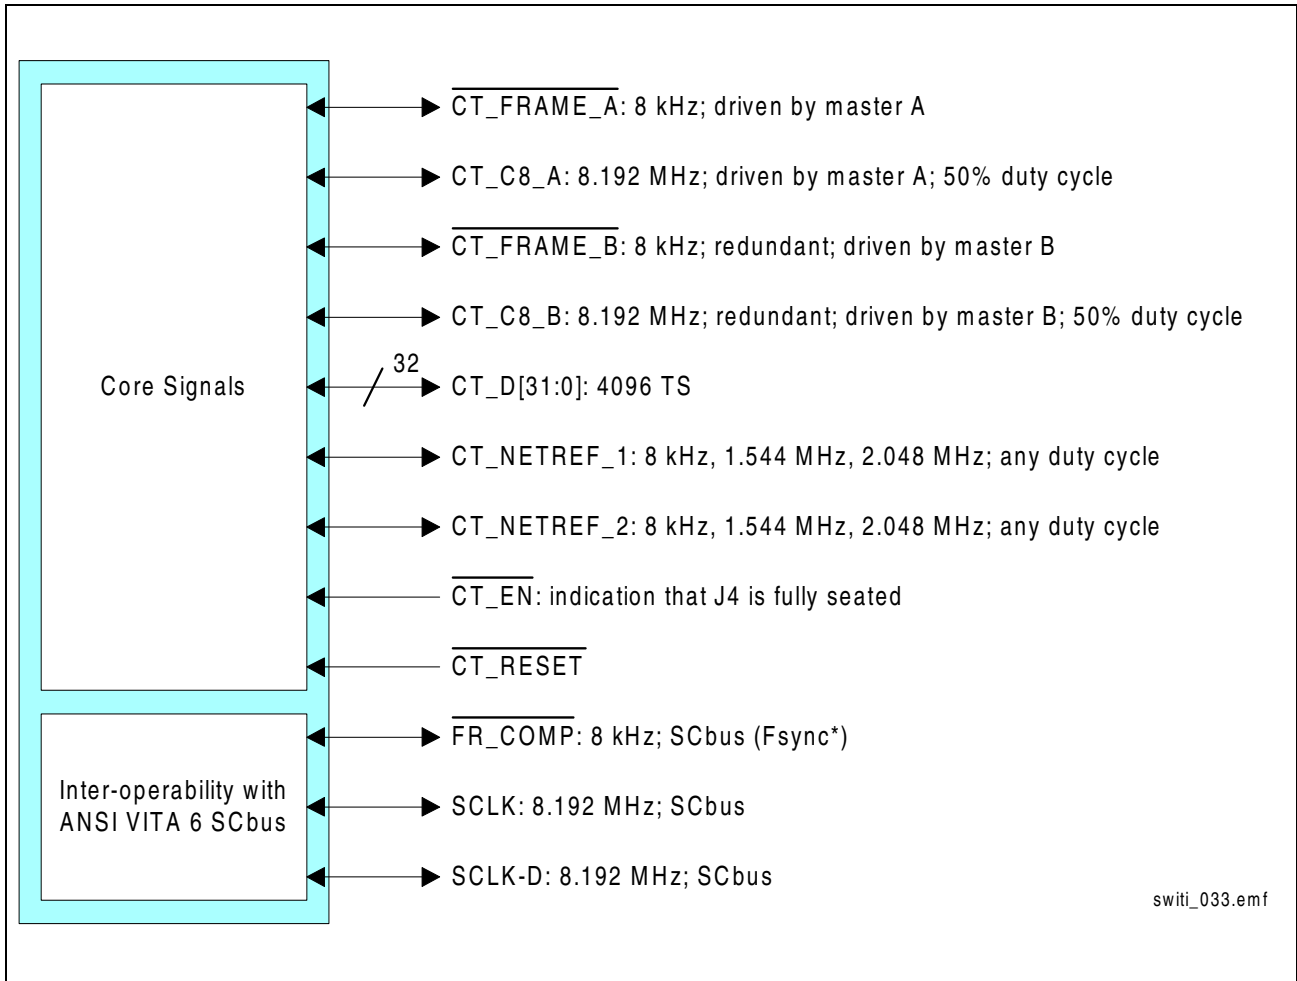 CT_FRAME_A: 8 kHz; driven by master A
CT_C8_A: 8.192 MHz; driven by master A; 50% duty cycle
CT_FRAME_B: 8 kHz; redundant; driven by master B
CT_C8_B: 8.192 MHz; redundant; driven by master B; 50% duty cycle
32
Core Signals
CT_D[31:0]: 4096 TS
CT_NETREF_1: 8 kHz, 1.544 MHz, 2.048 MHz; any duty cycle
CT_NETREF_2: 8 kHz, 1.544 MHz, 2.048 MHz; any duty cycle
CT_EN: indication that J4 is fully seated
CT_RESET
FR_COMP: 8 kHz; SCbus (Fsync*)
Inter-operability with
ANSI VITA 6 SCbus
SCLK: 8.192 MHz; SCbus
SCLK-D: 8.192 MHz; SCbus
switi_033.emf